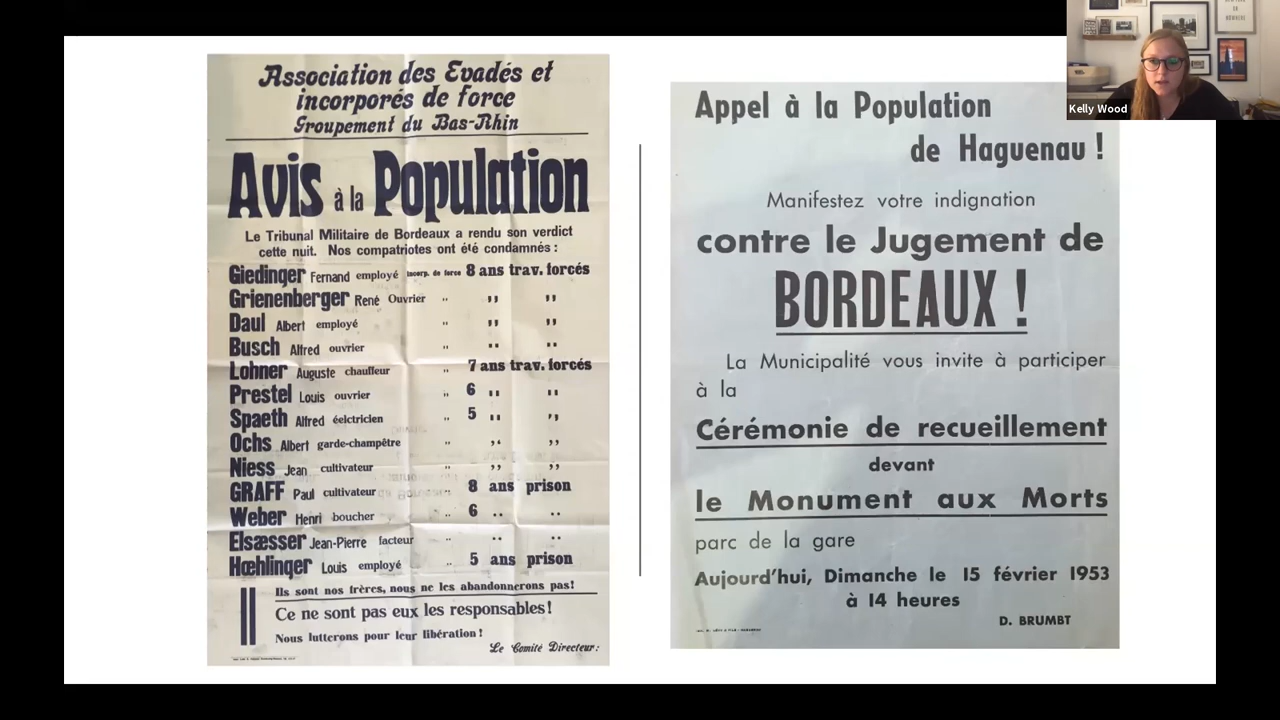 Association des Evadés et
incorporés de force
Groupement du Bas-Rhin
Avis à la Population
Le Tribunal Militaire de Bordeaux a rendu son verdict
cette nuit. Nos compatriotes ont été condamnés :
Giedinger Fernand employé incorp. de force 8 ans trav. forcés
Grienenberger René Ouvrier " " "
Daul Albert employé " " "
Busch Alfred ouvrier " " "
Lohner Auguste chauffeur " 7 ans trav. forcés
Prestel Louis ouvrier " 6 " "
Spaeth Alfred éelctricien " 5 " "
Ochs Albert garde-champêtre " " "
Niess Jean cultivateur " " "
GRAFF Paul cultivateur " 8 ans prison
Weber Henri boucher " 6 " "
Elsæsser Jean-Pierre facteur " " "
Hœhlinger Louis employé " 5 ans prison
Ils sont nos frères, nous ne les abandonnerons pas!
Ce ne sont pas eux les responsables!
Nous lutterons pour leur libération!
Le Comité Directeur:
Appel à la Population
de Haguenau !
Manifestez votre indignation
contre le Jugement de
BORDEAUX !
La Municipalité vous invite à participer
à la
Cérémonie de recueillement
devant
le Monument aux Morts
parc de la gare
Aujourd'hui, Dimanche le 15 février 1953
à 14 heures
D. BRUMBT
Kelly Wood